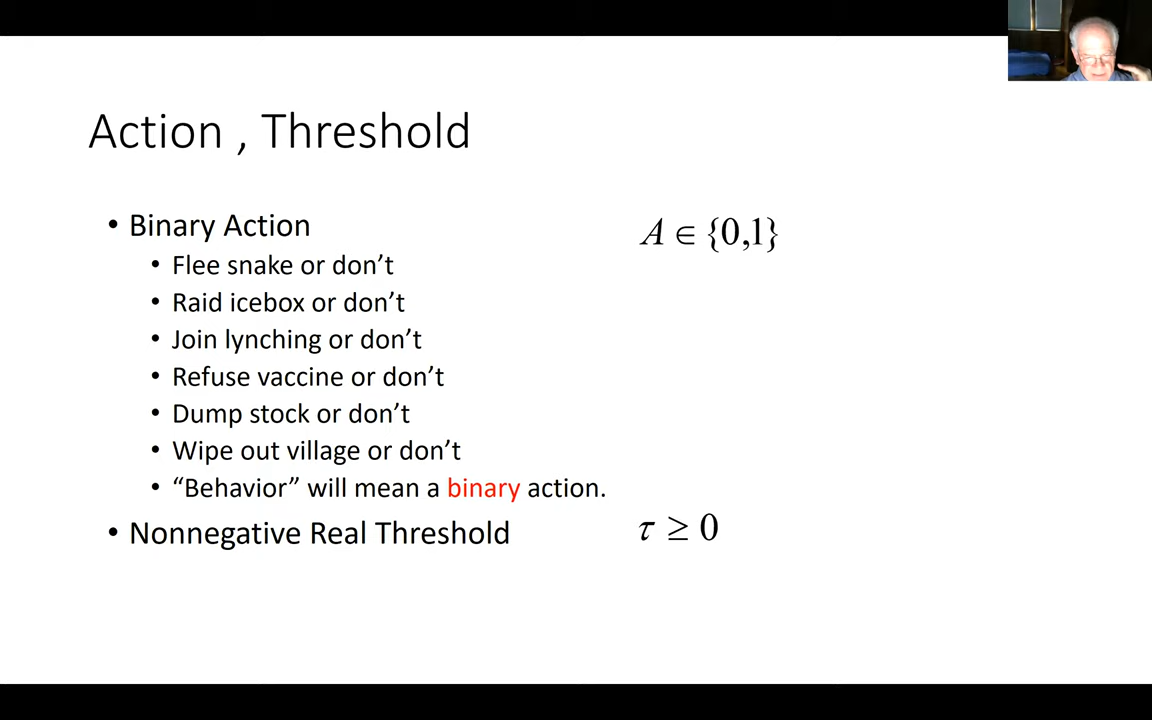 Action , Threshold
• Binary Action
A ∈ {0,1}
• Flee snake or don’t
• Raid icebox or don’t
• Join lynching or don’t
• Refuse vaccine or don’t
• Dump stock or don’t
• Wipe out village or don’t
• “Behavior” will mean a binary action.
• Nonnegative Real Threshold
τ ≥ 0